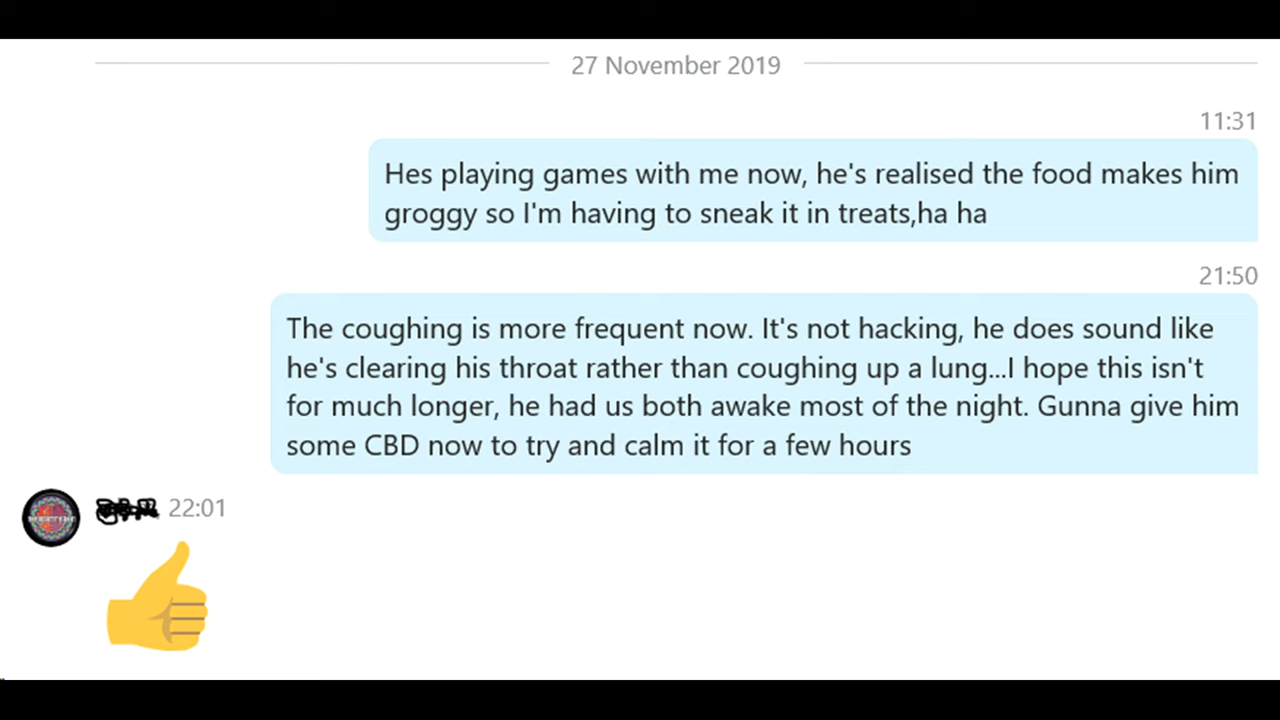 27 November 2019
11:31
Hes playing games with me now, he's realised the food makes him
groggy so I'm having to sneak it in treats,ha ha
21:50
The coughing is more frequent now. It's not hacking, he does sound like
he's clearing his throat rather than coughing up a lung...I hope this isn't
for much longer, he had us both awake most of the night. Gunna give him
some CBD now to try and calm it for a few hours
22:01